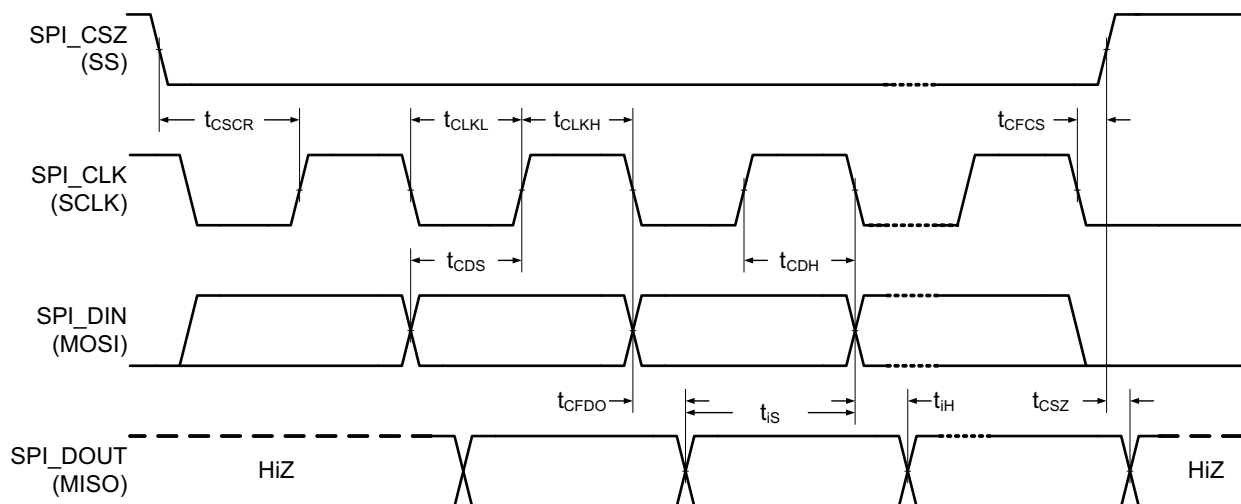 SPI_CSZ
(SS)
tCSCR
tCLKL
tCLKH
tCFCS
SPI_CLK
(SCLK)
tCDS
tCDH
SPI_DIN
(MOSI)
tCFDO
tiS
tiH
tCSZ
SPI_DOUT
(MISO)
HiZ
HiZ